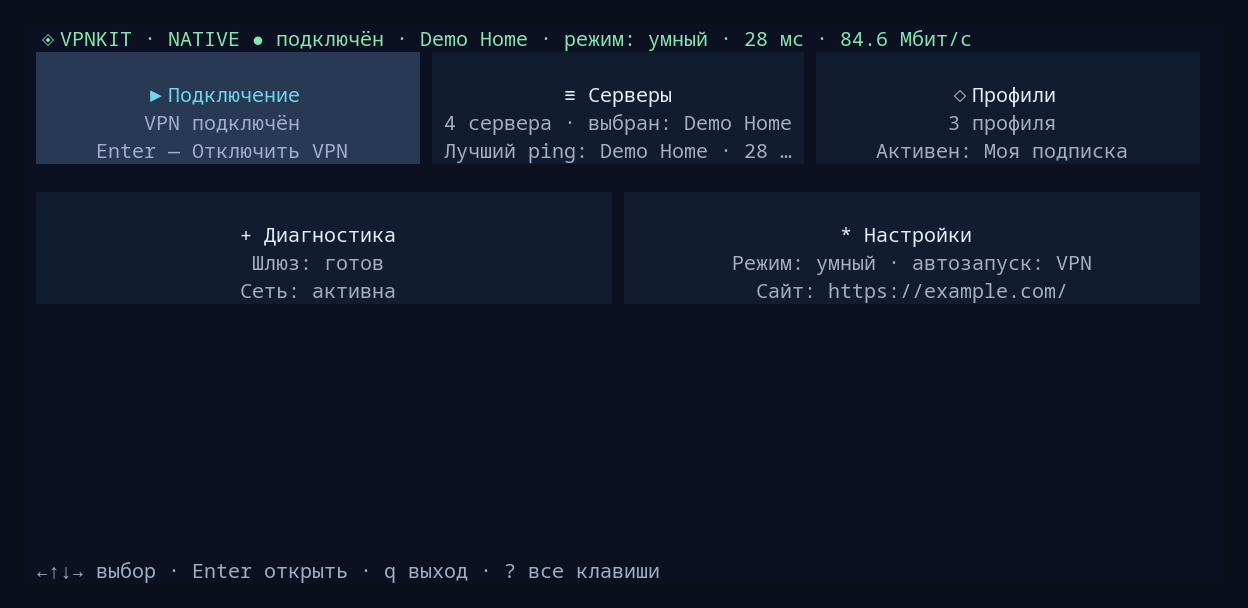 ◈ VPNKIT · NATIVE ● подключён · Demo Home · режим: умный · 28 мс · 84.6 Мбит/с
▶ Подключение
VPN подключён
Enter — Отключить VPN
≡ Серверы
4 сервера · выбран: Demo Home
Лучший ping: Demo Home · 28 …
◇ Профили
3 профиля
Активен: Моя подписка
+ Диагностика
Шлюз: готов
Сеть: активна
* Настройки
Режим: умный · автозапуск: VPN
Сайт: https://example.com/
←↑↓→ выбор · Enter открыть · q выход · ? все клавиши